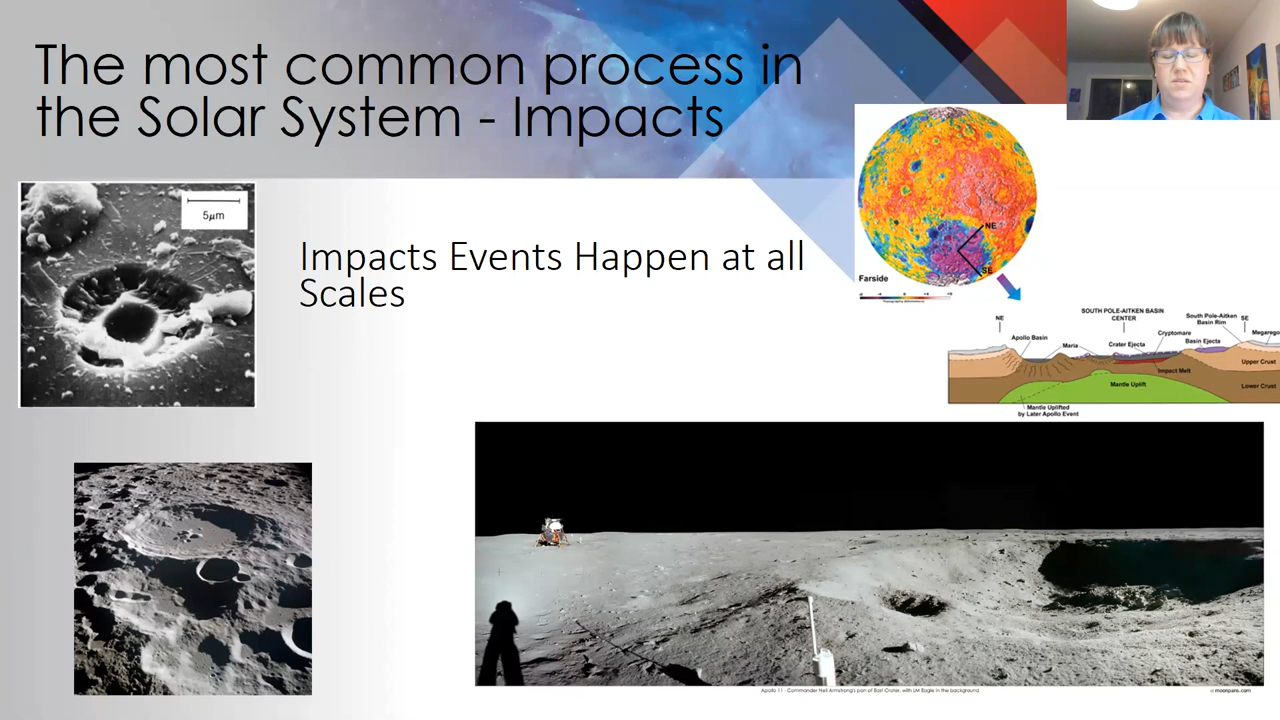 The most common process in
the Solar System - Impacts
5μm
Impacts Events Happen at all
Scales
NE
SE
Farside
SOUTH POLE-AITKEN BASIN
CENTER
NE
South Pole-Aitken
Basin Rim
SE
Apollo Basin
Maria
Crater Ejecta
Cryptomare
Basin Ejecta
Megarego
Upper Crust
Impact Melt
Mantle Uplift
Lower Crust
Mantle Uplifted
by Later Apollo Event
Apollo 11 - Commander Neil Armstrong's pan of East Crater, with LM Eagle in the background
© moonpans.com